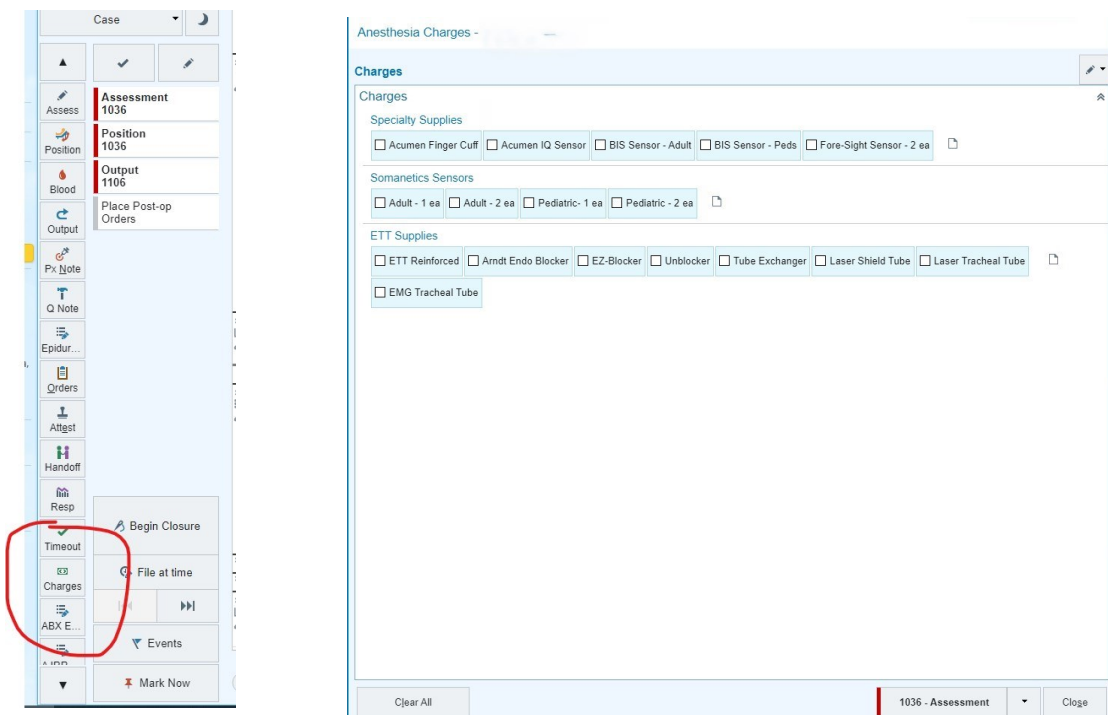 Case
Assess
Position
Blood
Output
Px Note
Q Note
Epidur...
Orders
Attest
Handoff
Resp
Timeout
Charges
ABX E...
Assessment
1036
Position
1036
Output
1106
Place Post-op
Orders
Begin Closure
File at time
Events
Mark Now
Anesthesia Charges -
Charges
Charges
Specialty Supplies
Acumen Finger Cuff Acumen IQ Sensor BIS Sensor - Adult BIS Sensor - Peds Fore-Sight Sensor - 2 ea
Somanetics Sensors
Adult - 1 ea Adult - 2 ea Pediatric- 1 ea Pediatric - 2 ea
ETT Supplies
ETT Reinforced Arndt Endo Blocker EZ-Blocker Unblocker Tube Exchanger Laser Shield Tube Laser Tracheal Tube
EMG Tracheal Tube
Clear All 1036 - Assessment Close